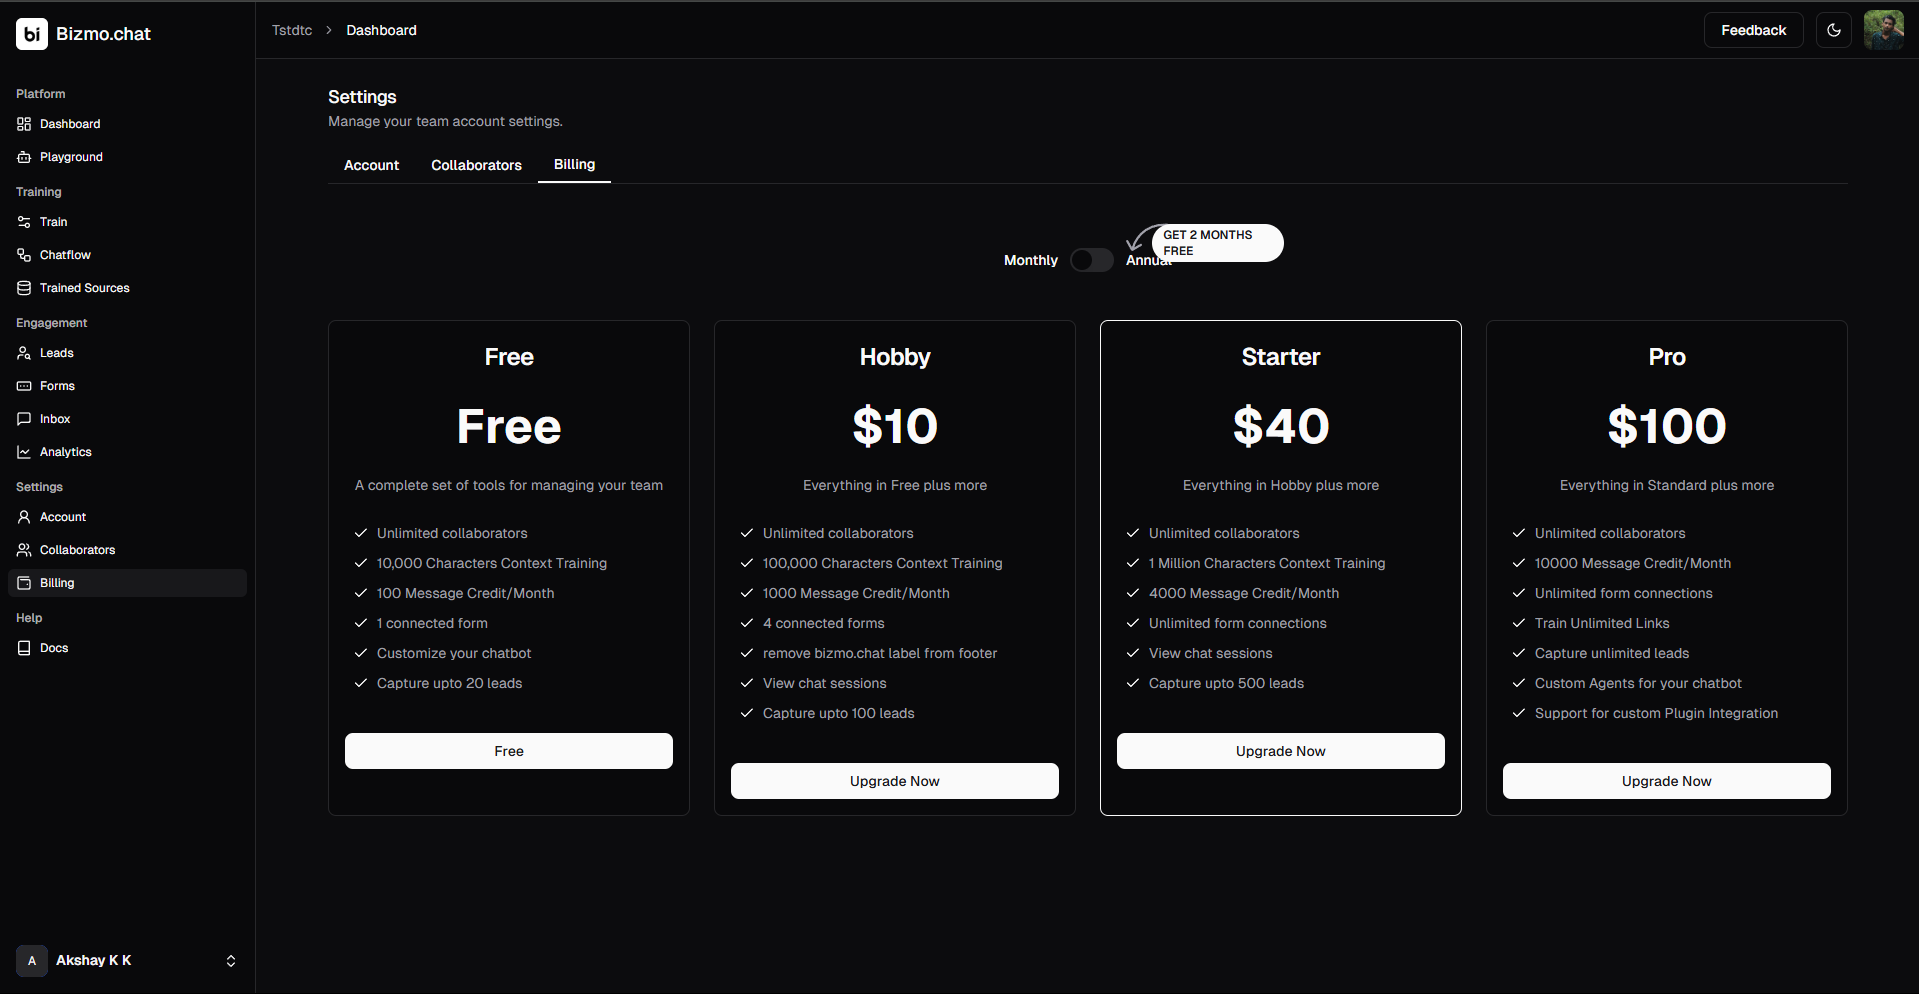 bi Bizmo.chat
Platform
Dashboard
Playground
Training
Train
Chatflow
Trained Sources
Engagement
Leads
Forms
Inbox
Analytics
Settings
Account
Collaborators
Billing
Help
Docs
A Akshay K K
Tstdtc > Dashboard
Feedback
Settings
Manage your team account settings.
Account Collaborators Billing
GET 2 MONTHS
FREE
Monthly Annual
Free
Free
A complete set of tools for managing your team
Unlimited collaborators
10,000 Characters Context Training
100 Message Credit/Month
1 connected form
Customize your chatbot
Capture upto 20 leads
Free
Hobby
$10
Everything in Free plus more
Unlimited collaborators
100,000 Characters Context Training
1000 Message Credit/Month
4 connected forms
remove bizmo.chat label from footer
View chat sessions
Capture upto 100 leads
Upgrade Now
Starter
$40
Everything in Hobby plus more
Unlimited collaborators
1 Million Characters Context Training
4000 Message Credit/Month
Unlimited form connections
View chat sessions
Capture upto 500 leads
Upgrade Now
Pro
$100
Everything in Standard plus more
Unlimited collaborators
10000 Message Credit/Month
Unlimited form connections
Train Unlimited Links
Capture unlimited leads
Custom Agents for your chatbot
Support for custom Plugin Integration
Upgrade Now